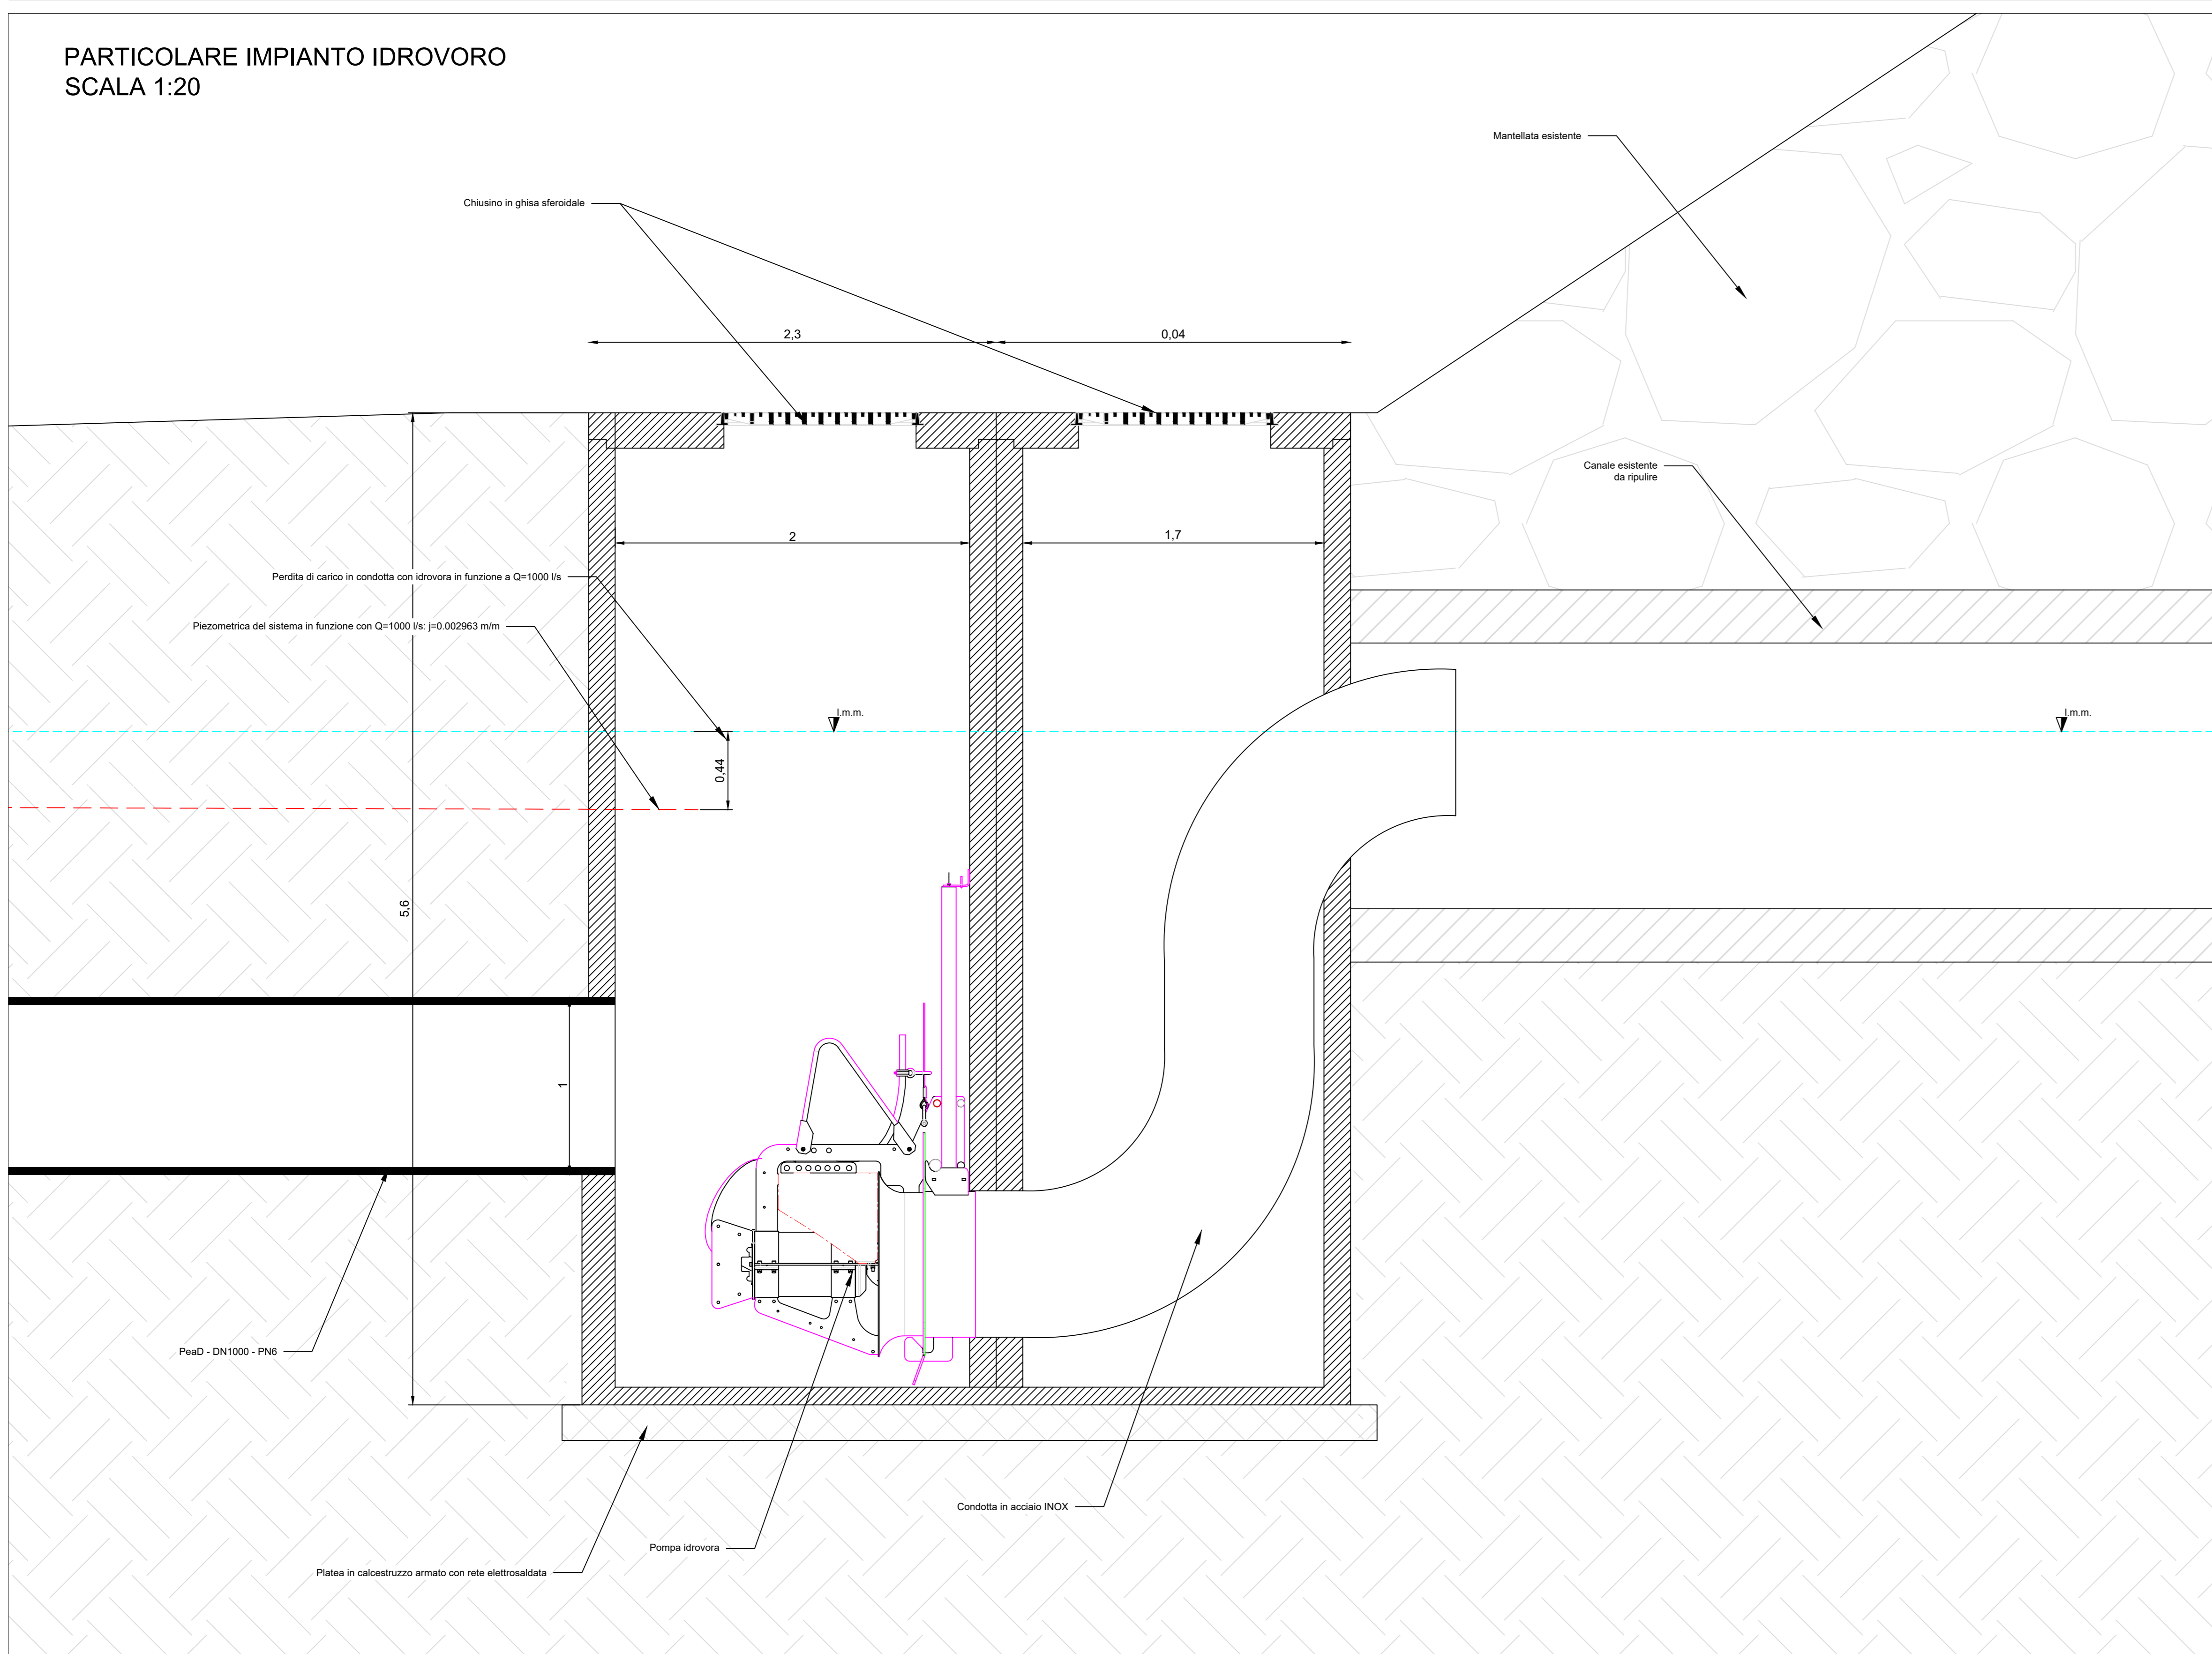 PARTICOLARE IMPIANTO IDROVORO
SCALA 1:20
Mantellata esistente
Chiusino in ghisa sferoidale
2,3
0,04
Canale esistente
da ripulire
2
1,7
Perdita di carico in condotta con idrovora in funzione a Q=1000 l/s
Piezometrica del sistema in funzione con Q=1000 l/s: j=0.002963 m/m
l.m.m.
l.m.m.
0,44
5,6
1
PeaD - DN1000 - PN6
Condotta in acciaio INOX
Pompa idrovora
Platea in calcestruzzo armato con rete elettrosaldata